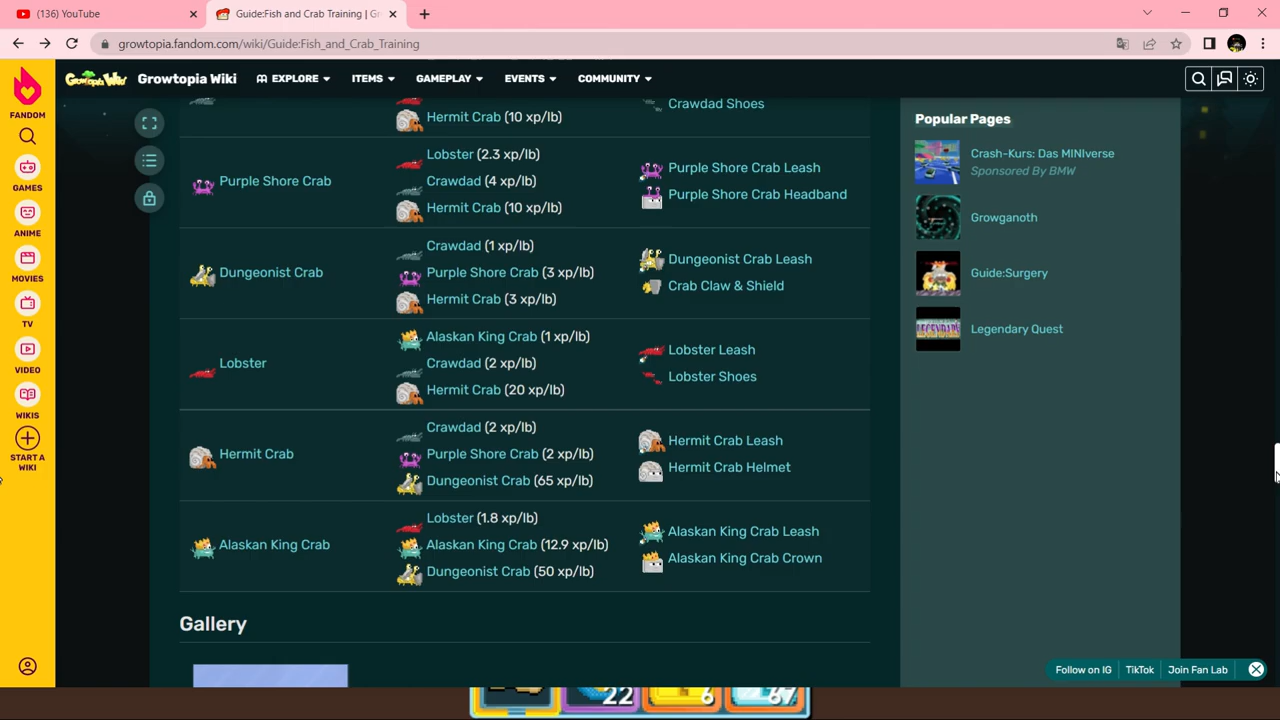 (136) YouTube
Guide:Fish and Crab Training | Gr
growtopia.fandom.com/wiki/Guide:Fish_and_Crab_Training
FANDOM
GAMES
ANIME
MOVIES
TV
VIDEO
WIKIS
START A
WIKI
Growtopia Wiki
Growtopia Wiki
EXPLORE
ITEMS
GAMEPLAY
EVENTS
COMMUNITY
Crawdad Shoes
Hermit Crab (10 xp/lb)
Purple Shore Crab
Lobster (2.3 xp/lb)
Crawdad (4 xp/lb)
Hermit Crab (10 xp/lb)
Purple Shore Crab Leash
Purple Shore Crab Headband
Dungeonist Crab
Crawdad (1 xp/lb)
Purple Shore Crab (3 xp/lb)
Hermit Crab (3 xp/lb)
Dungeonist Crab Leash
Crab Claw & Shield
Lobster
Alaskan King Crab (1 xp/lb)
Crawdad (2 xp/lb)
Hermit Crab (20 xp/lb)
Lobster Leash
Lobster Shoes
Hermit Crab
Crawdad (2 xp/lb)
Purple Shore Crab (2 xp/lb)
Dungeonist Crab (65 xp/lb)
Hermit Crab Leash
Hermit Crab Helmet
Alaskan King Crab
Lobster (1.8 xp/lb)
Alaskan King Crab (12.9 xp/lb)
Dungeonist Crab (50 xp/lb)
Alaskan King Crab Leash
Alaskan King Crab Crown
Gallery
Popular Pages
Crash-Kurs: Das MINIverse
Sponsored By BMW
Growganoth
Guide:Surgery
LEGENDARY
Legendary Quest
Follow on IG
TikTok
Join Fan Lab
22
6
67